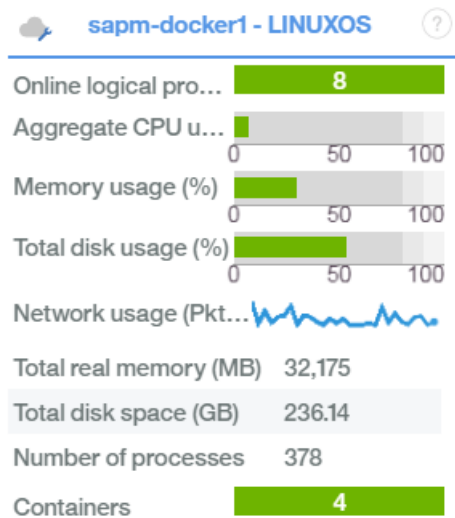 sapm-docker1 - LINUXOS ?
Online logical pro... 8
Aggregate CPU u...
0 50 100
Memory usage (%)
0 50 100
Total disk usage (%)
0 50 100
Network usage (Pkt...
Total real memory (MB) 32,175
Total disk space (GB) 236.14
Number of processes 378
Containers 4